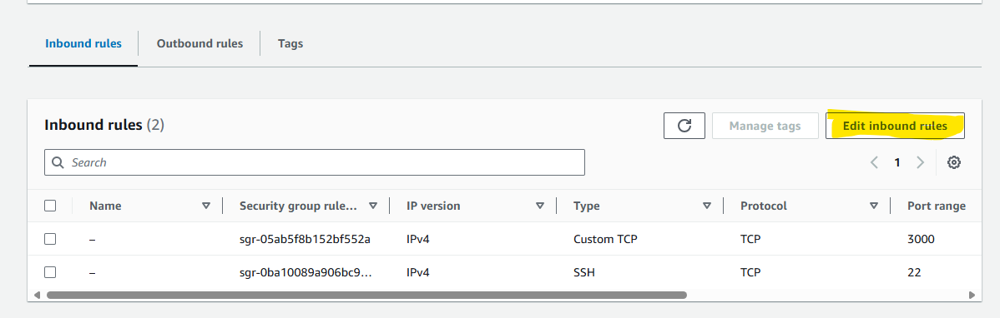 Inbound rules Outbound rules Tags
Inbound rules (2) Manage tags Edit inbound rules
Search 1
Name Security group rule... IP version Type Protocol Port range
– sgr-05ab5f8b152bf552a IPv4 Custom TCP TCP 3000
– sgr-0ba10089a906bc9... IPv4 SSH TCP 22